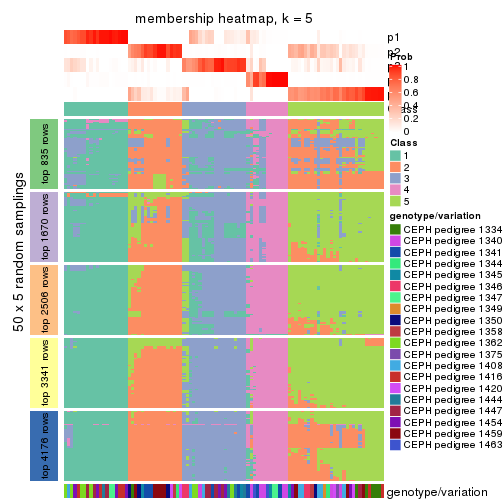 membership heatmap, k = 5
p1
p2
Prob
1
0.8
0.6
0.4
0.2
0
Class
1
2
3
4
5
genotype/variation
CEPH pedigree 1334
CEPH pedigree 1340
CEPH pedigree 1341
CEPH pedigree 1344
CEPH pedigree 1345
CEPH pedigree 1346
CEPH pedigree 1347
CEPH pedigree 1349
CEPH pedigree 1350
CEPH pedigree 1358
CEPH pedigree 1362
CEPH pedigree 1375
CEPH pedigree 1408
CEPH pedigree 1416
CEPH pedigree 1420
CEPH pedigree 1444
CEPH pedigree 1447
CEPH pedigree 1454
CEPH pedigree 1459
CEPH pedigree 1463
50 x 5 random samplings
top 835 rows
top 1670 rows
top 2506 rows
top 3341 rows
top 4176 rows
genotype/variation